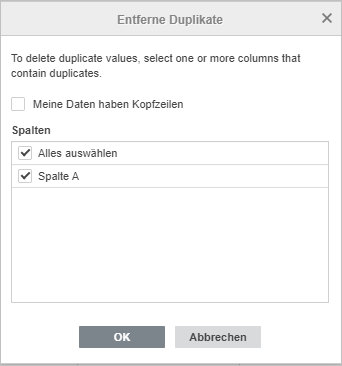 Entferne Duplikate
To delete duplicate values, select one or more columns that
contain duplicates.
Meine Daten haben Kopfzeilen
Spalten
Alles auswählen
Spalte A
OK
Abbrechen